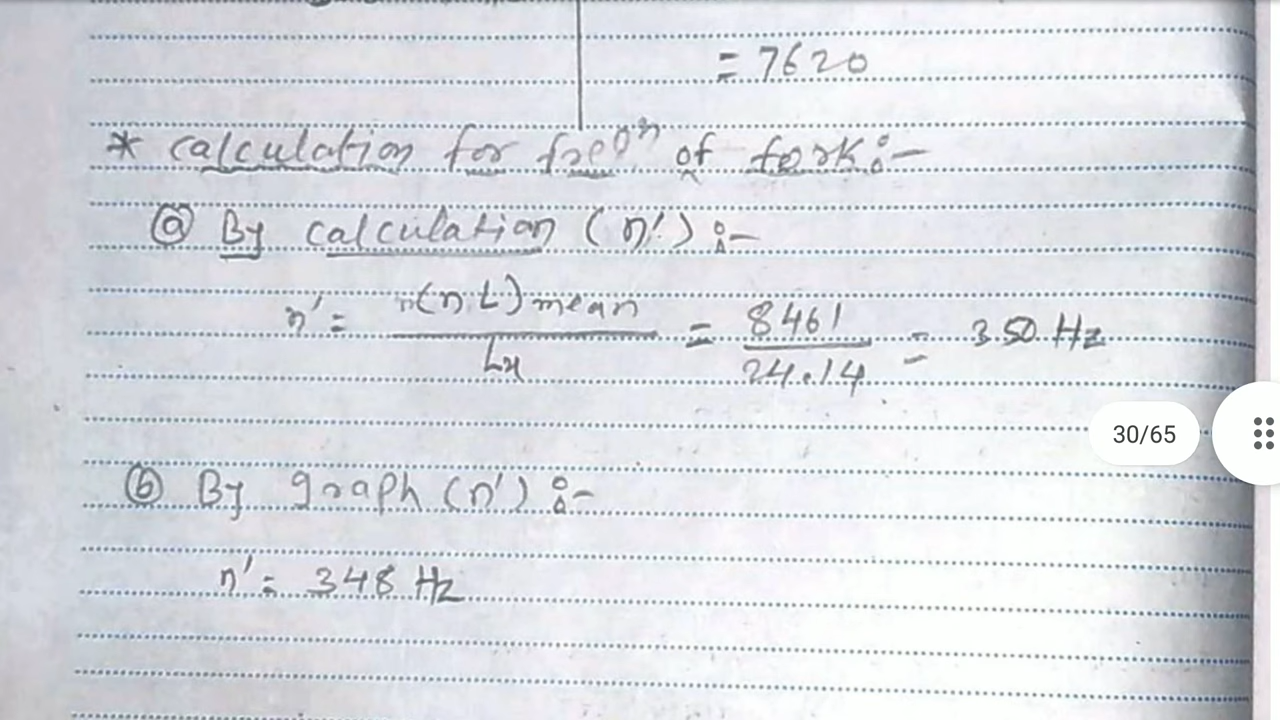 = 7620
* calculation for freqn of fork :-
(a) By calculation (n') :-
n' = (n.L) mean / Lx = 8461 / 24.14 = 350 Hz
30/65
(b) By graph (n') :-
n' = 348 Hz